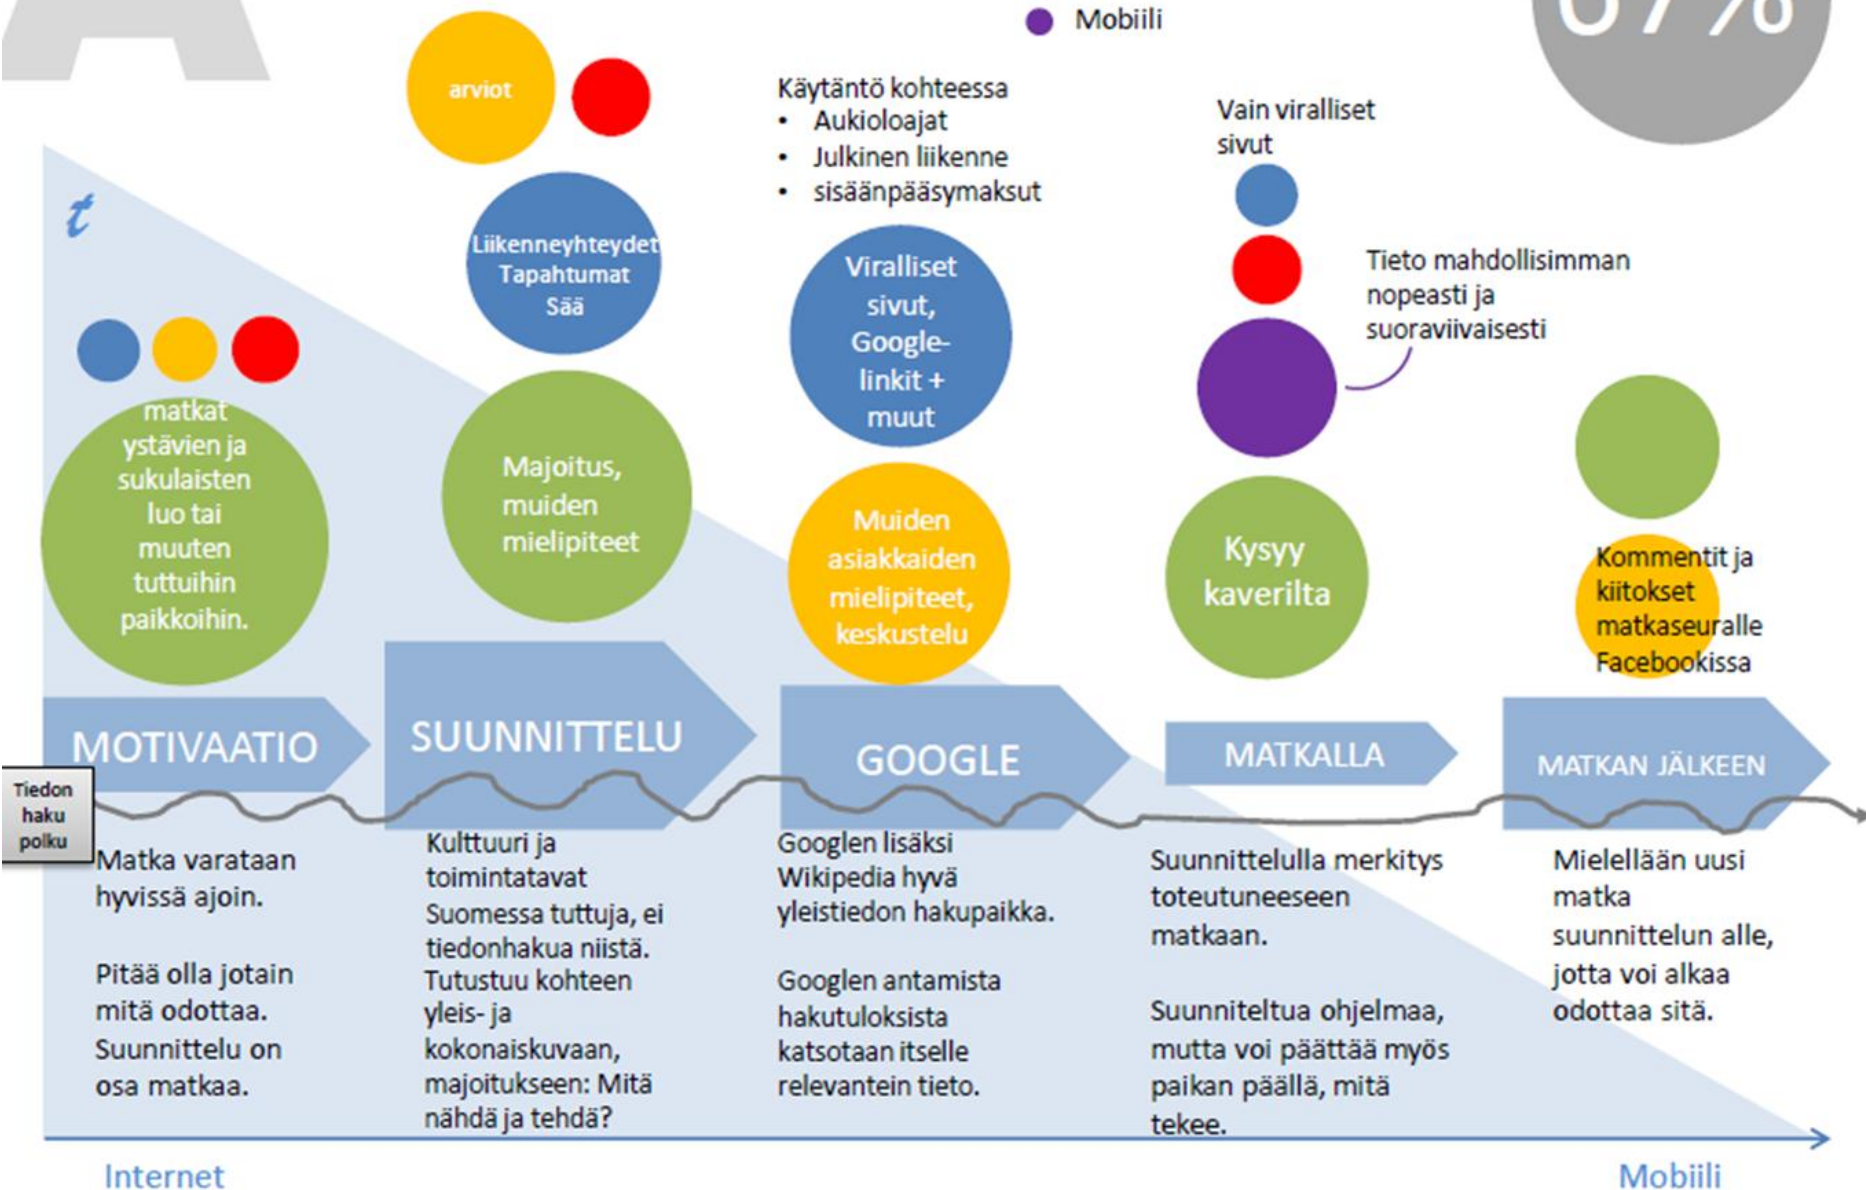 Mobiili
67%
arviot
Käytäntö kohteessa
• Aukioloajat
• Julkinen liikenne
• sisäänpääsymaksut
Vain viralliset
sivut
t
Liikenneyhteydet
Tapahtumat
Sää
Viralliset
sivut,
Google-
linkit +
muut
Tieto mahdollisimman
nopeasti ja
suoraviivaisesti
matkat
ystävien ja
sukulaisten
luo tai
muuten
tuttuihin
paikkoihin.
Majoitus,
muiden
mielipiteet
Muiden
asiakkaiden
mielipiteet,
keskustelu
Kysyy
kaverilta
Kommentit ja
kiitokset
matkaseuralle
Facebookissa
MOTIVAATIO
SUUNNITTELU
GOOGLE
MATKALLA
MATKAN JÄLKEEN
Tiedon
haku
polku
Matka varataan
hyvissä ajoin.
Pitää olla jotain
mitä odottaa.
Suunnittelu on
osa matkaa.
Kulttuuri ja
toimintatavat
Suomessa tuttuja, ei
tiedonhakua niistä.
Tutustuu kohteen
yleis- ja
kokonaiskuvaan,
majoitukseen: Mitä
nähdä ja tehdä?
Googlen lisäksi
Wikipedia hyvä
yleistiedon hakupaikka.
Googlen antamista
hakutuloksista
katsotaan itselle
relevantein tieto.
Suunnittelulla merkitys
toteutuneeseen
matkaan.
Suunniteltua ohjelmaa,
mutta voi päättää myös
paikan päällä, mitä
tekee.
Mielellään uusi
matka
suunnittelun alle,
jotta voi alkaa
odottaa sitä.
Internet
Mobiili